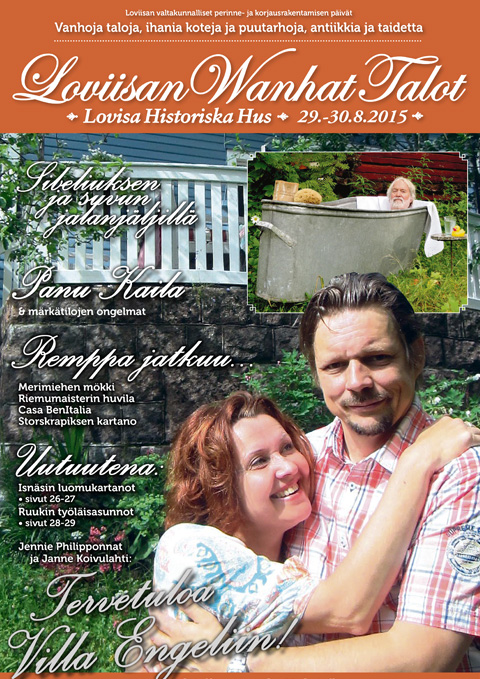 Loviisan valtakunnalliset perinne- ja korjausrakentamisen päivät
Vanhoja taloja, ihania koteja ja puutarhoja, antiikkia ja taidetta
Loviisan Wanhat Talot
Lovisa Historiska Hus 29.-30.8.2015
Sibeliuksen
ja syvun
jalanjäljillä
Panu Kaila
& märkätilojen ongelmat
Remppa jatkuu...
Merimiehen mökki
Riemumaisterin huvila
Casa BenItalia
Storskrapiksen kartano
Uutuutena:
Isnäsin luomukartanot
• sivut 26-27
Ruukin työläisasunnot
• sivut 28-29
Jennie Philipponnat
ja Janne Koivulahti:
Tervetuloa
Villa Engeliin!